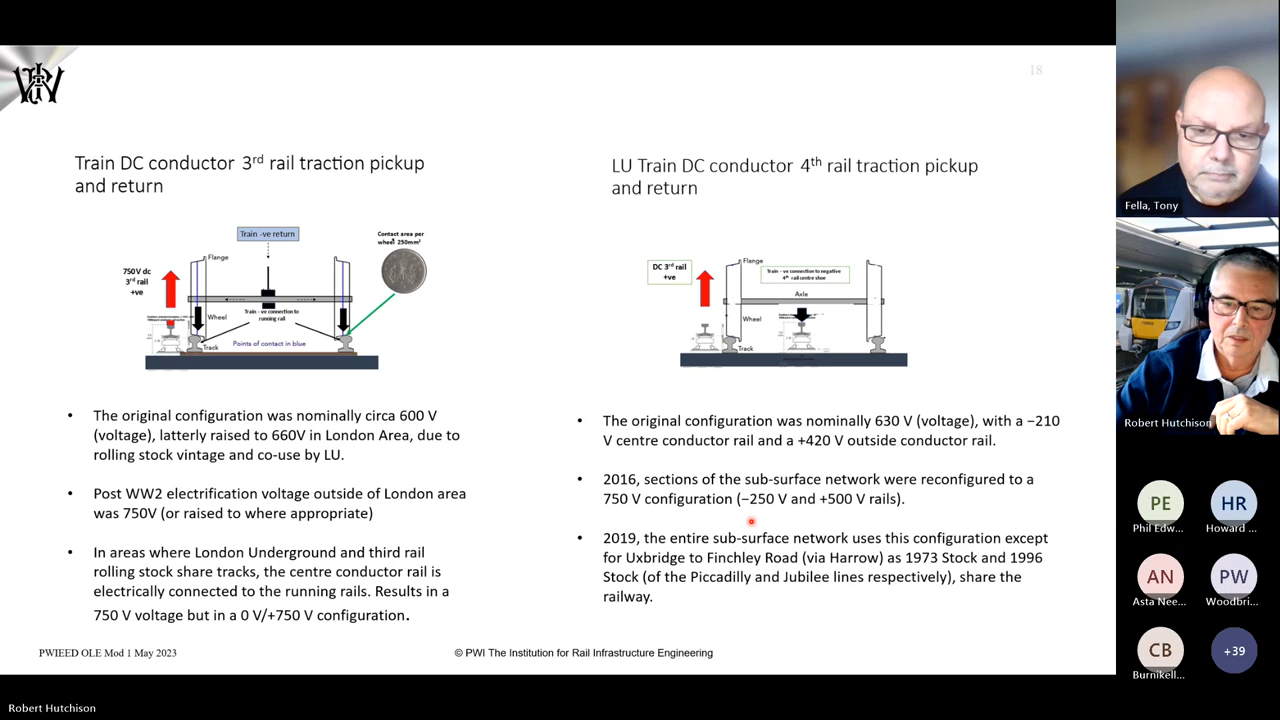 18
Train DC conductor 3rd rail traction pickup
and return
Train -ve return
Contact area per
wheel 250mm²
Flange
750V dc
3rd rail
+ve
Wheel
Train -ve connection to
running rail
Track
Points of contact in blue
• The original configuration was nominally circa 600 V
(voltage), latterly raised to 660V in London Area, due to
rolling stock vintage and co-use by LU.
• Post WW2 electrification voltage outside of London area
was 750V (or raised to where appropriate)
• In areas where London Underground and third rail
rolling stock share tracks, the centre conductor rail is
electrically connected to the running rails. Results in a
750 V voltage but in a 0 V/+750 V configuration.
LU Train DC conductor 4th rail traction pickup
and return
DC 3rd rail
+ve
Flange
Train - ve connection to negative
4th rail centre shoe
Axle
Wheel
Track
• The original configuration was nominally 630 V (voltage), with a −210
V centre conductor rail and a +420 V outside conductor rail.
• 2016, sections of the sub-surface network were reconfigured to a
750 V configuration (−250 V and +500 V rails).
• 2019, the entire sub-surface network uses this configuration except
for Uxbridge to Finchley Road (via Harrow) as 1973 Stock and 1996
Stock (of the Piccadilly and Jubilee lines respectively), share the
railway.
PWIEED OLE Mod 1 May 2023
© PWI The Institution for Rail Infrastructure Engineering
Robert Hutchison
Fella, Tony
Robert Hutchison
PE
HR
Phil Edw...
Howard ...
AN
PW
Asta Nee...
Woodbri...
CB
+39
Burnikell...